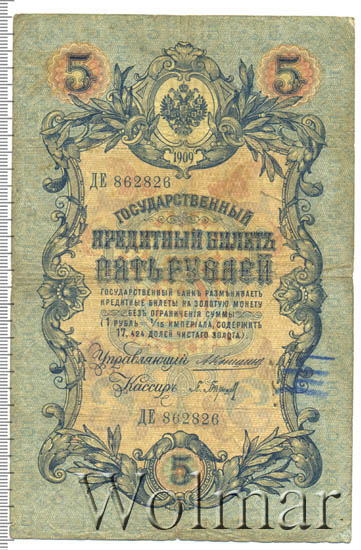 5 5
1909
ДЕ 862826
ГОСУДАРСТВЕННЫЙ
КРЕДИТНЫЙ БИЛЕТЪ
ПЯТЬ РУБЛЕЙ
ГОСУДАРСТВЕННЫЙ БАНКЪ РАЗМѢНИВАЕТЪ
КРЕДИТНЫЕ БИЛЕТЫ НА ЗОЛОТУЮ МОНЕТУ
БЕЗЪ ОГРАНИЧЕНІЯ СУММЫ
(1 РУБЛЬ = 1/15 ИМПЕРІАЛА, СОДЕРЖИТЪ
17,424 ДОЛЕЙ ЧИСТАГО ЗОЛОТА).
Управляющій
Кассиръ
ДЕ 862826
5
Wolmar